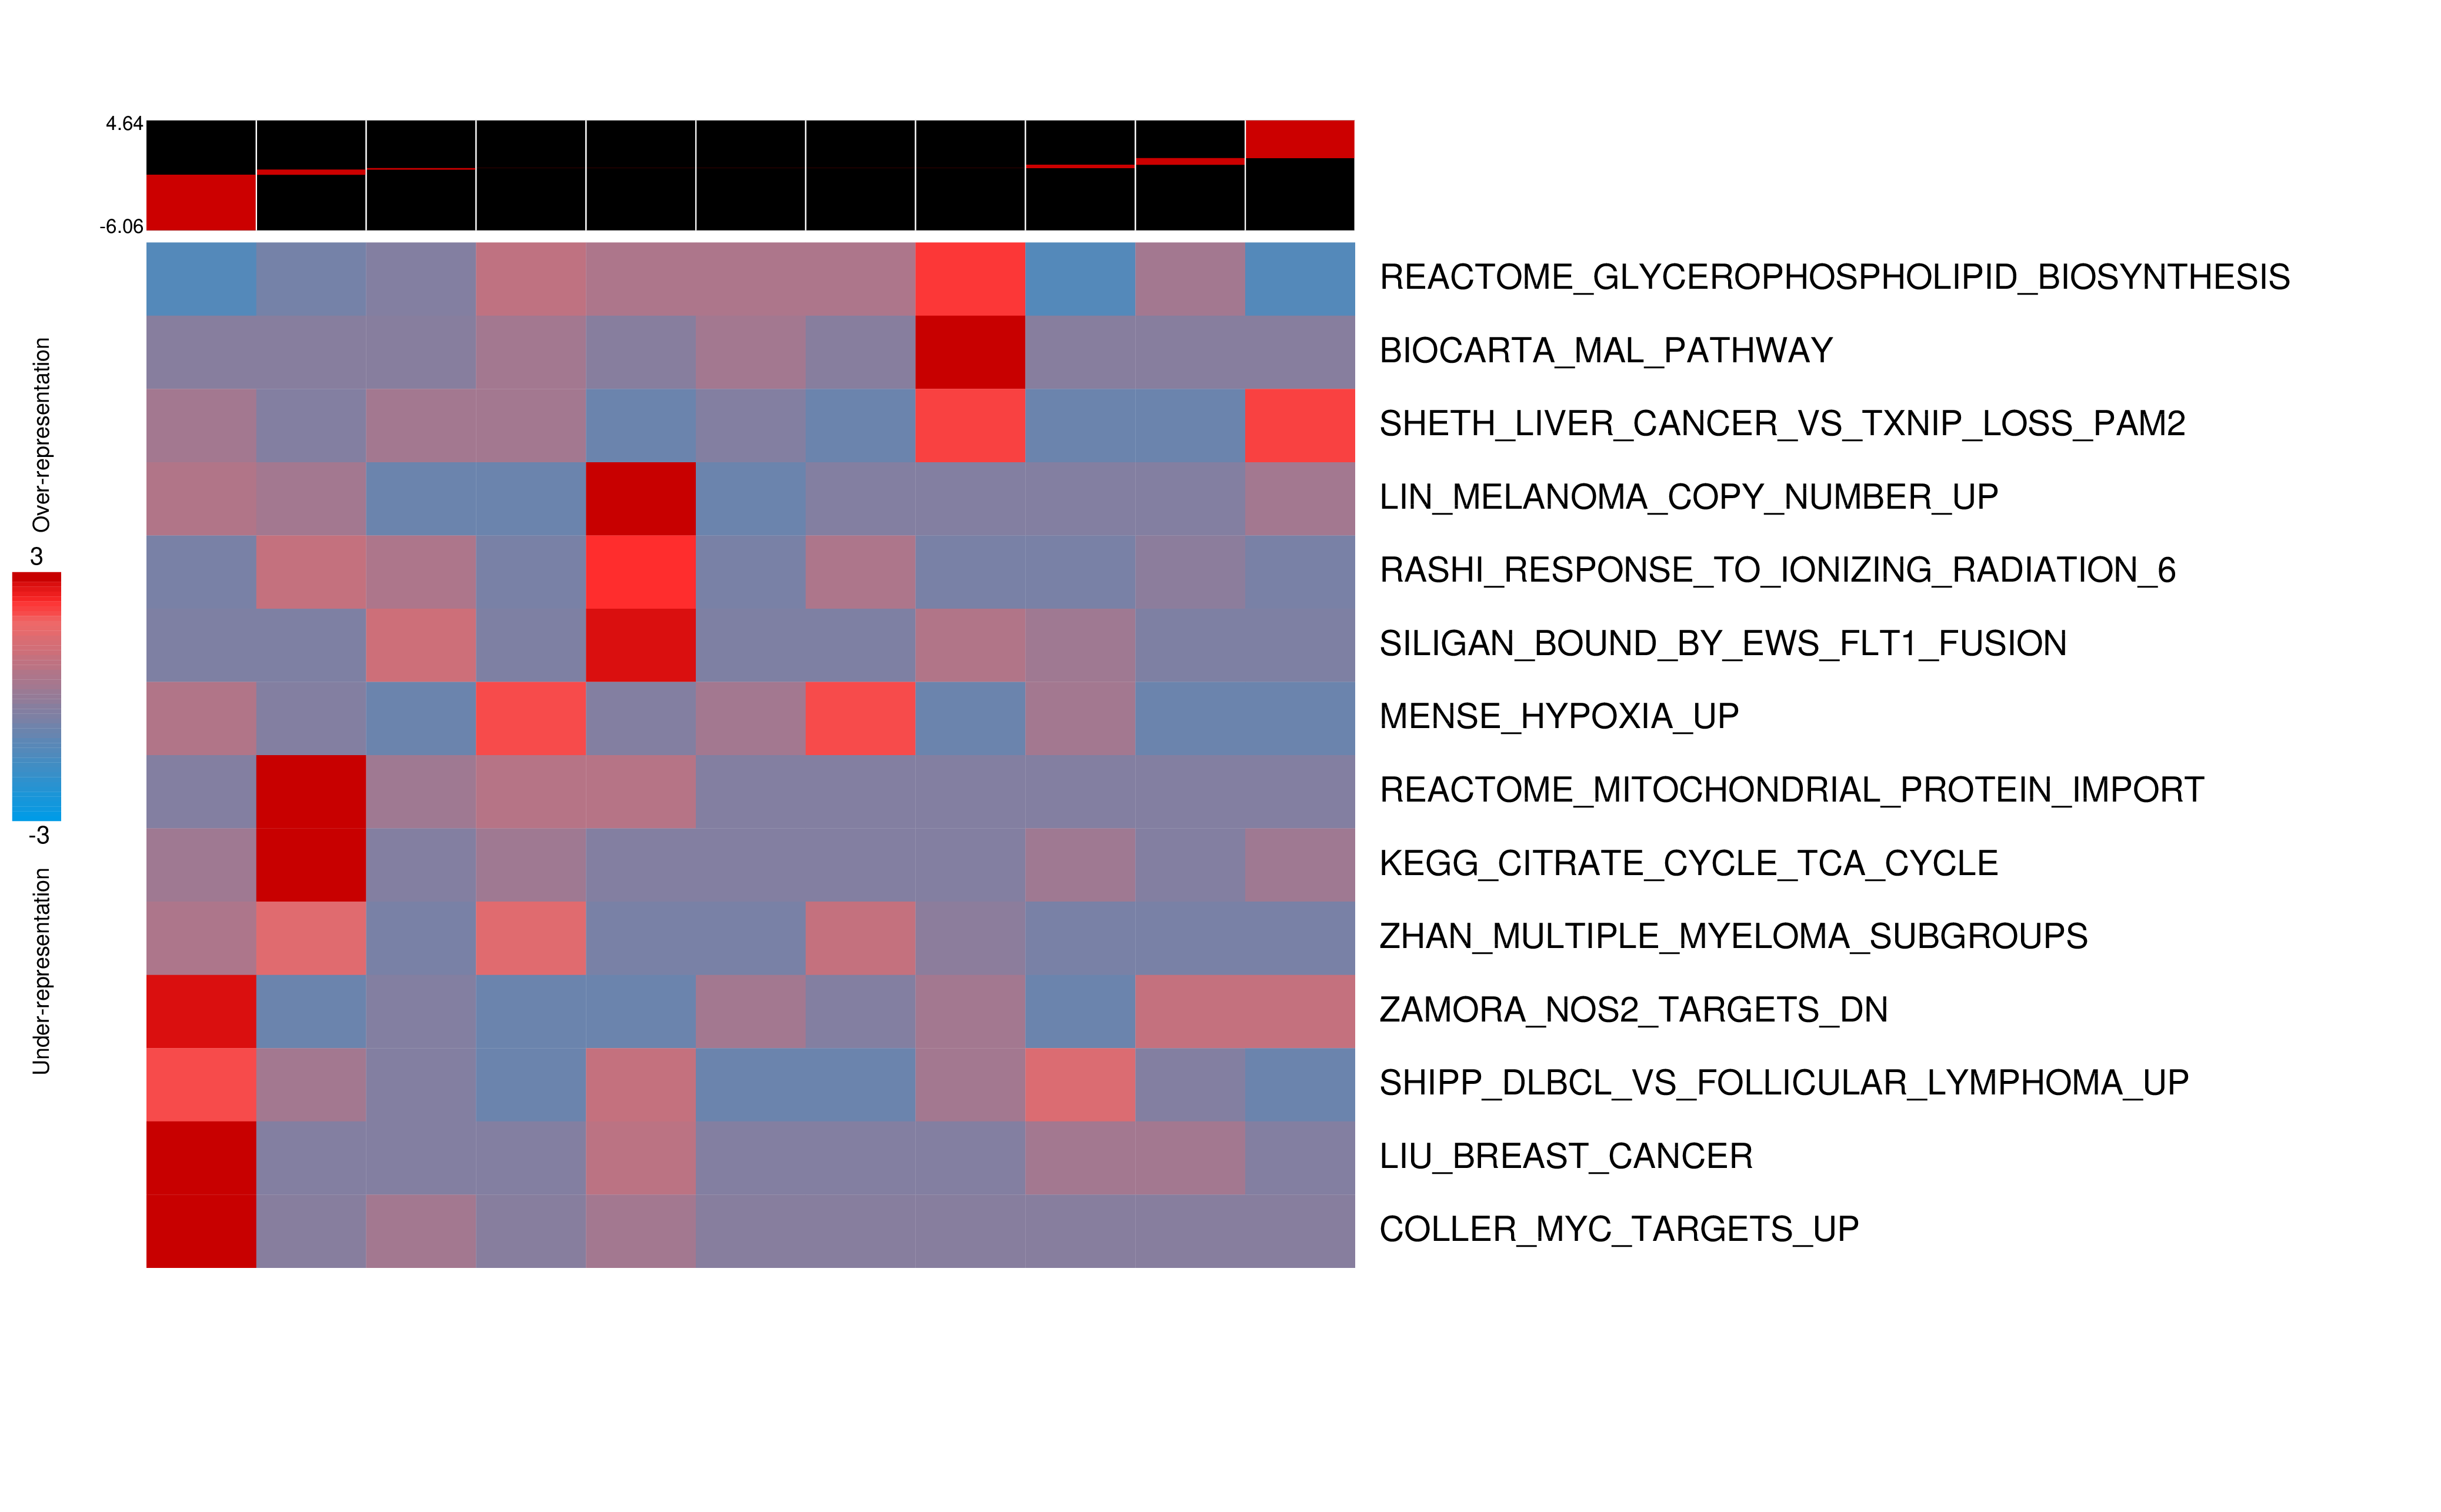 4.64
-6.06
REACTOME_GLYCEROPHOSPHOLIPID_BIOSYNTHESIS
BIOCARTA_MAL_PATHWAY
SHETH_LIVER_CANCER_VS_TXNIP_LOSS_PAM2
LIN_MELANOMA_COPY_NUMBER_UP
RASHI_RESPONSE_TO_IONIZING_RADIATION_6
SILIGAN_BOUND_BY_EWS_FLT1_FUSION
MENSE_HYPOXIA_UP
REACTOME_MITOCHONDRIAL_PROTEIN_IMPORT
KEGG_CITRATE_CYCLE_TCA_CYCLE
ZHAN_MULTIPLE_MYELOMA_SUBGROUPS
ZAMORA_NOS2_TARGETS_DN
SHIPP_DLBCL_VS_FOLLICULAR_LYMPHOMA_UP
LIU_BREAST_CANCER
COLLER_MYC_TARGETS_UP
Over-representation
3
-3
Under-representation